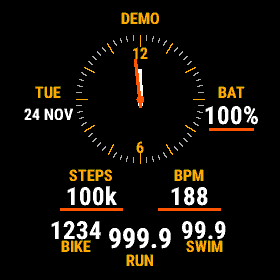 DEMO
12
TUE
24 NOV
BAT
100%
6
STEPS
100k
BPM
188
1234
BIKE
999.9
RUN
99.9
SWIM